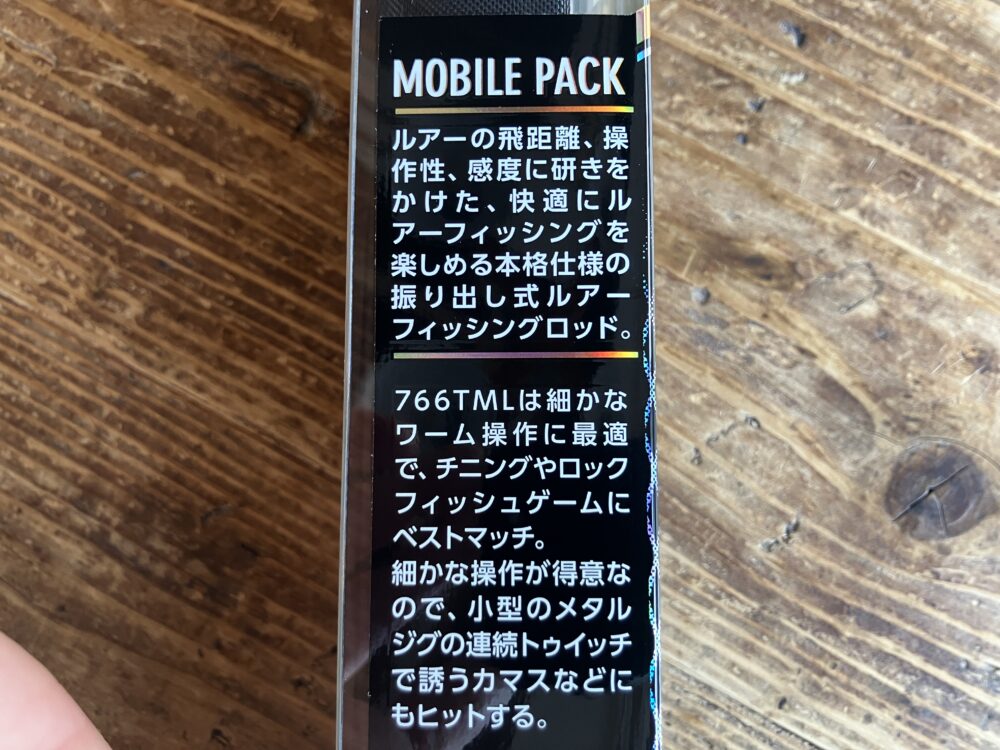 MOBILE PACK
ルアーの飛距離、操
作性、感度に研きを
かけた、快適にル
アーフィッシングを
楽しめる本格仕様の
振り出し式ルアー
フィッシングロッド。
766TMLは細かな
ワーム操作に最適
で、チニングやロック
フィッシュゲームに
ベストマッチ。
細かな操作が得意な
ので、小型のメタル
ジグの連続トゥイッチ
で誘うカマスなどに
もヒットする。